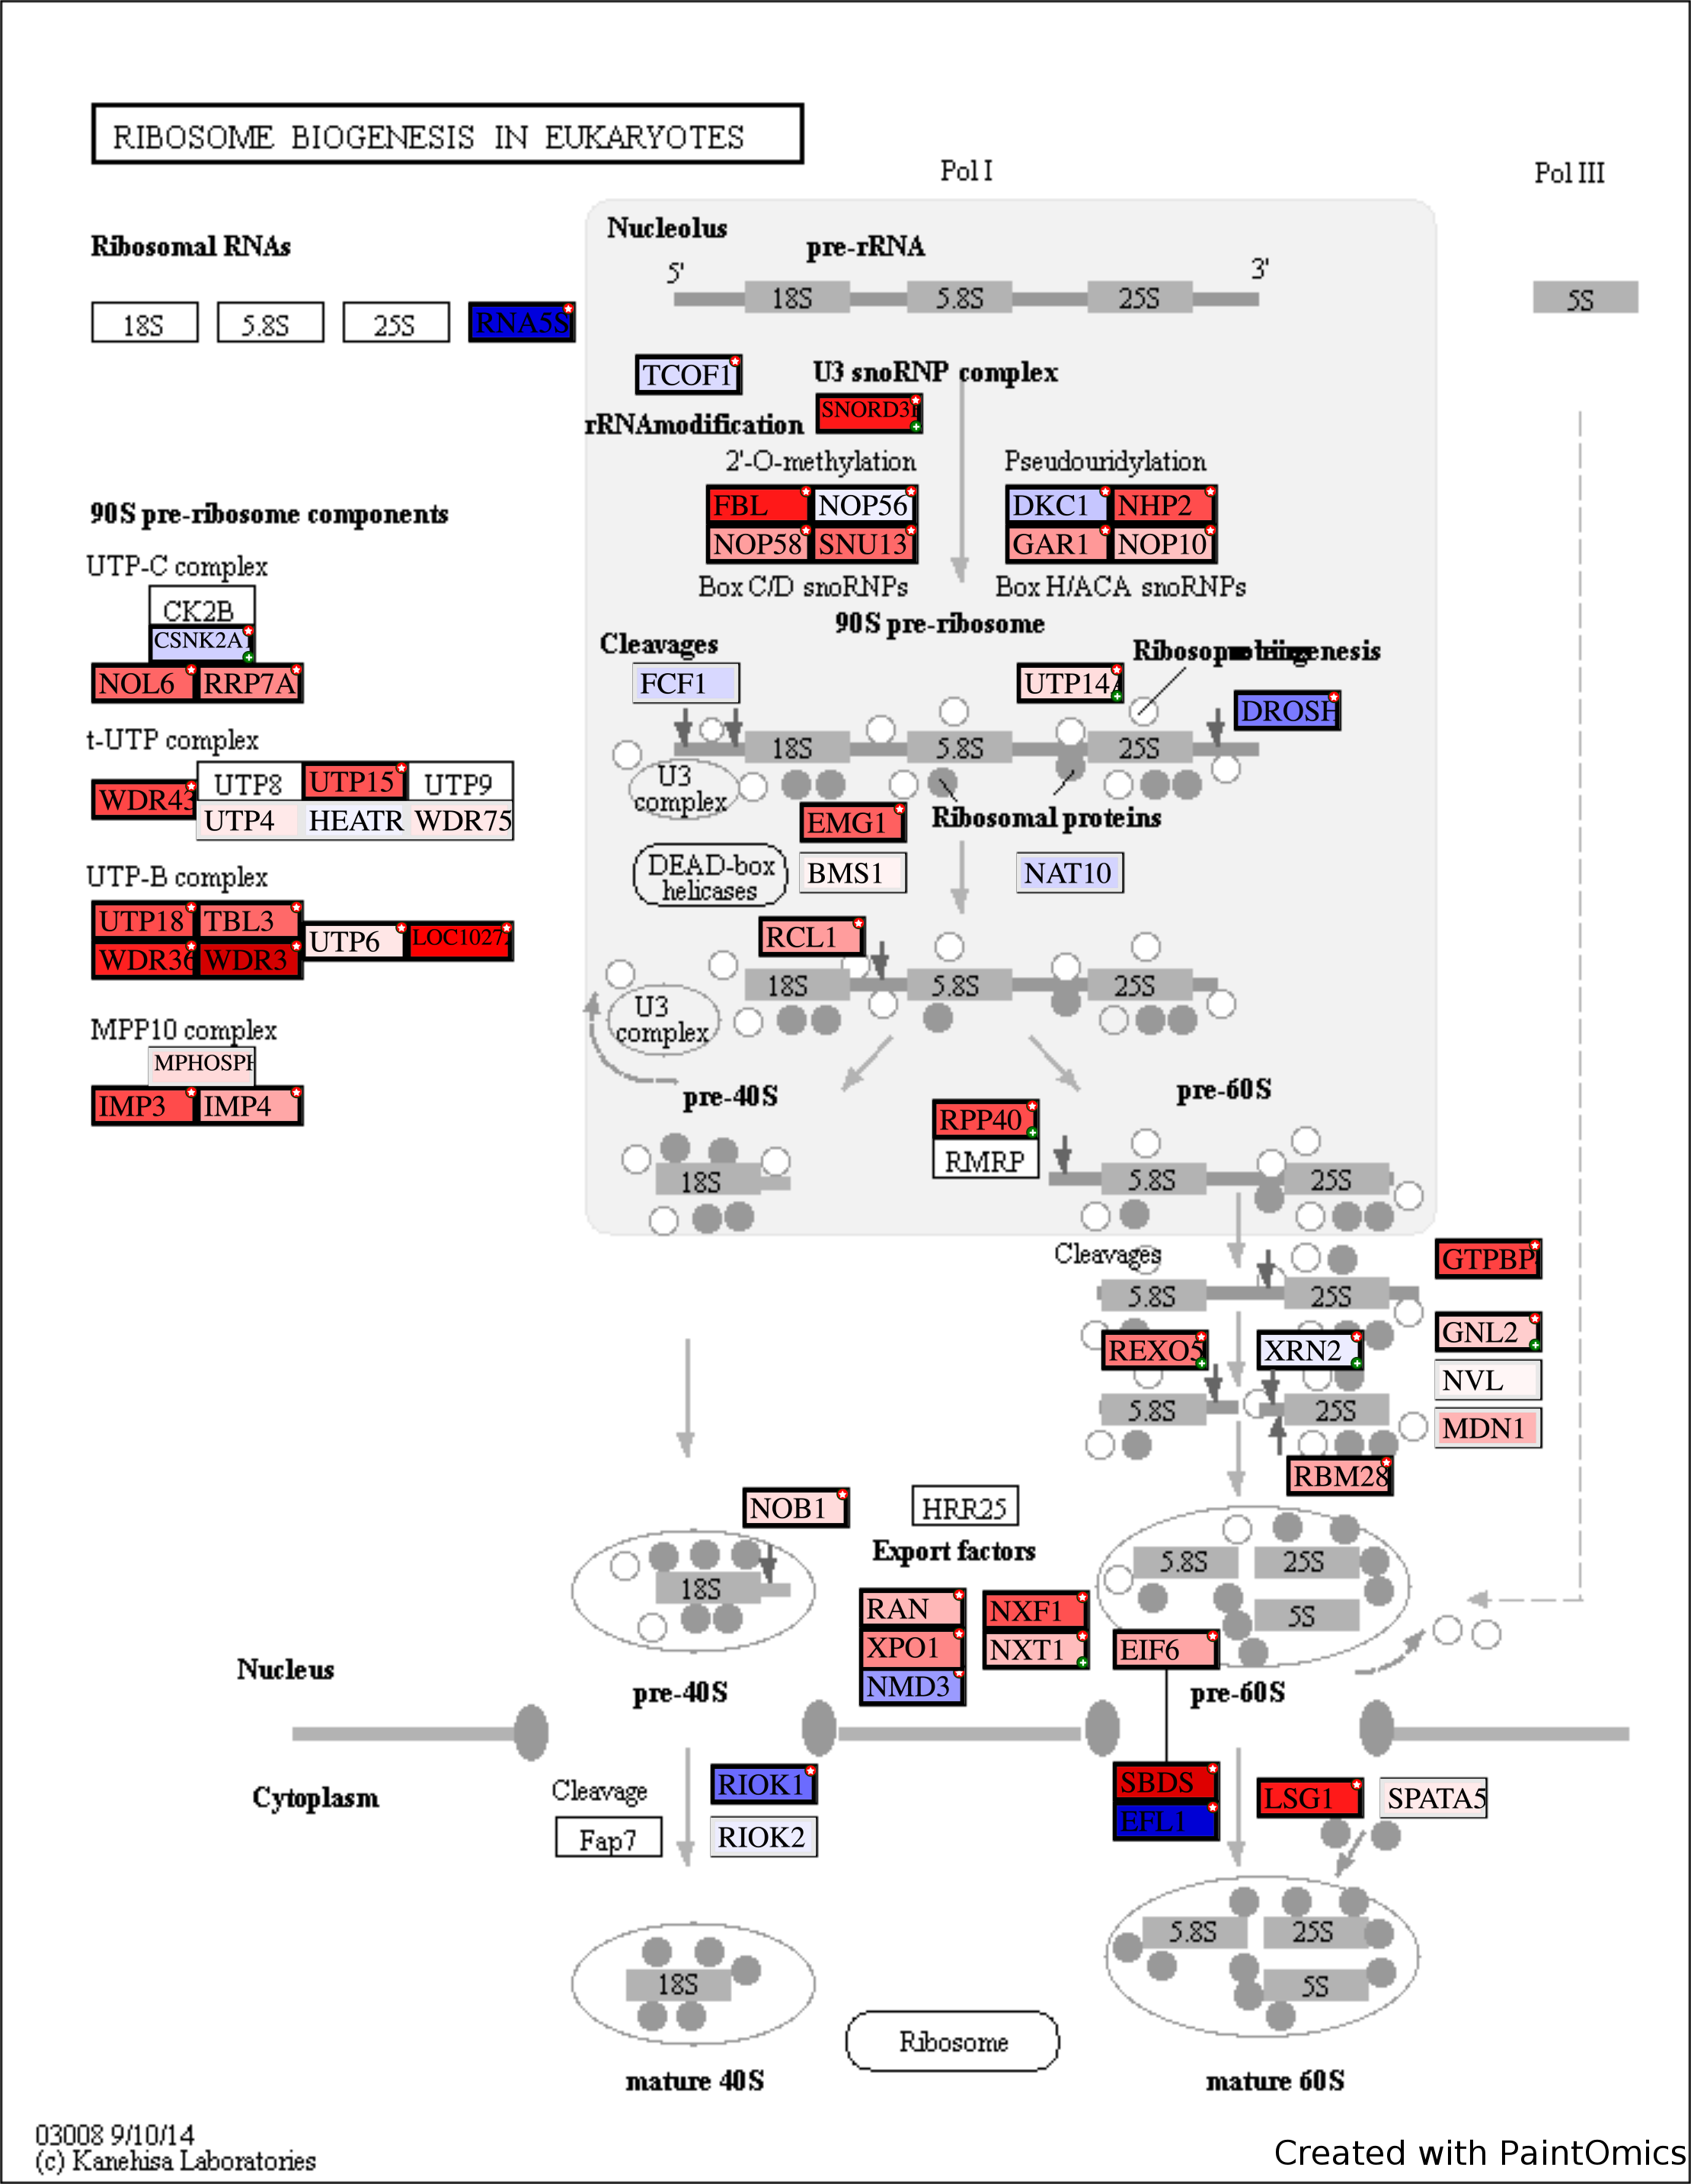 RIBOSOME BIOGENESIS IN EUKARYOTES
Pol I
Pol III
Nucleolus
pre-rRNA
Ribosomal RNAs
5'
3'
18S
5.8S
25S
5S
18S
5.8S
25S
RNA5S
TCOF1
U3 snoRNP complex
SNORD3
rRNA modification
2'-O-methylation
Pseudouridylation
FBL
NOP56
DKC1
NHP2
NOP58
SNU13
GAR1
NOP10
Box C/D snoRNPs
Box H/ACA snoRNPs
90S pre-ribosome components
UTP-C complex
CK2B
CSNK2A
NOL6
RRP7A
90S pre-ribosome
Cleavages
FCF1
UTP14A
DROSH
18S
5.8S
25S
U3
complex
Ribosomal proteins
EMG1
DEAD-box
helicases
BMS1
NAT10
t-UTP complex
WDR43
UTP8
UTP15
UTP9
UTP4
HEATR
WDR75
UTP-B complex
UTP18
TBL3
UTP6
LOC1027
WDR36
WDR3
MPP10 complex
MPHOSPH
IMP3
IMP4
RCL1
18S
5.8S
25S
U3
complex
pre-40S
pre-60S
RPP40
RMRP
18S
5.8S
25S
Cleavages
GTPBP
5.8S
25S
GNL2
REXO5
XRN2
NVL
5.8S
25S
MDN1
RBM28
NOB1
HRR25
Export factors
18S
5.8S
25S
5S
RAN
NXF1
XPO1
NXT1
EIF6
NMD3
Nucleus
pre-40S
pre-60S
Cytoplasm
Cleavage
RIOK1
Fap7
RIOK2
SBDS
LSG1
SPATA5
EFL1
18S
5.8S
25S
5S
Ribosome
mature 40S
mature 60S
03008 9/10/14
(c) Kanehisa Laboratories
Created with PaintOmics